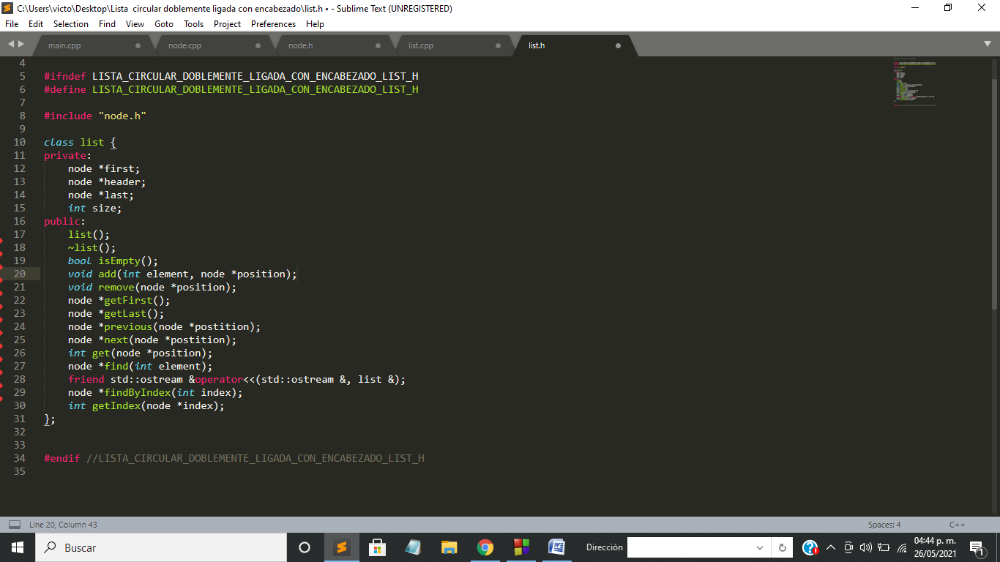 C:\Users\victo\Desktop\Lista  circular doblemente ligada con encabezado\list.h • - Sublime Text (UNREGISTERED)
File Edit Selection Find View Goto Tools Project Preferences Help
main.cpp node.cpp node.h list.cpp list.h
4
5 #ifndef LISTA_CIRCULAR_DOBLEMENTE_LIGADA_CON_ENCABEZADO_LIST_H
6 #define LISTA_CIRCULAR_DOBLEMENTE_LIGADA_CON_ENCABEZADO_LIST_H
7
8 #include "node.h"
9
10 class list {
11 private:
12     node *first;
13     node *header;
14     node *last;
15     int size;
16 public:
17     list();
18     ~list();
19     bool isEmpty();
20     void add(int element, node *position);
21     void remove(node *position);
22     node *getFirst();
23     node *getLast();
24     node *previous(node *postition);
25     node *next(node *postition);
26     int get(node *position);
27     node *find(int element);
28     friend std::ostream &operator<<(std::ostream &, list &);
29     node *findByIndex(int index);
30     int getIndex(node *index);
31 };
32
33
34 #endif //LISTA_CIRCULAR_DOBLEMENTE_LIGADA_CON_ENCABEZADO_LIST_H
35
Line 20, Column 43 Spaces: 4 C++
Buscar Dirección 04:44 p. m.
26/05/2021 1